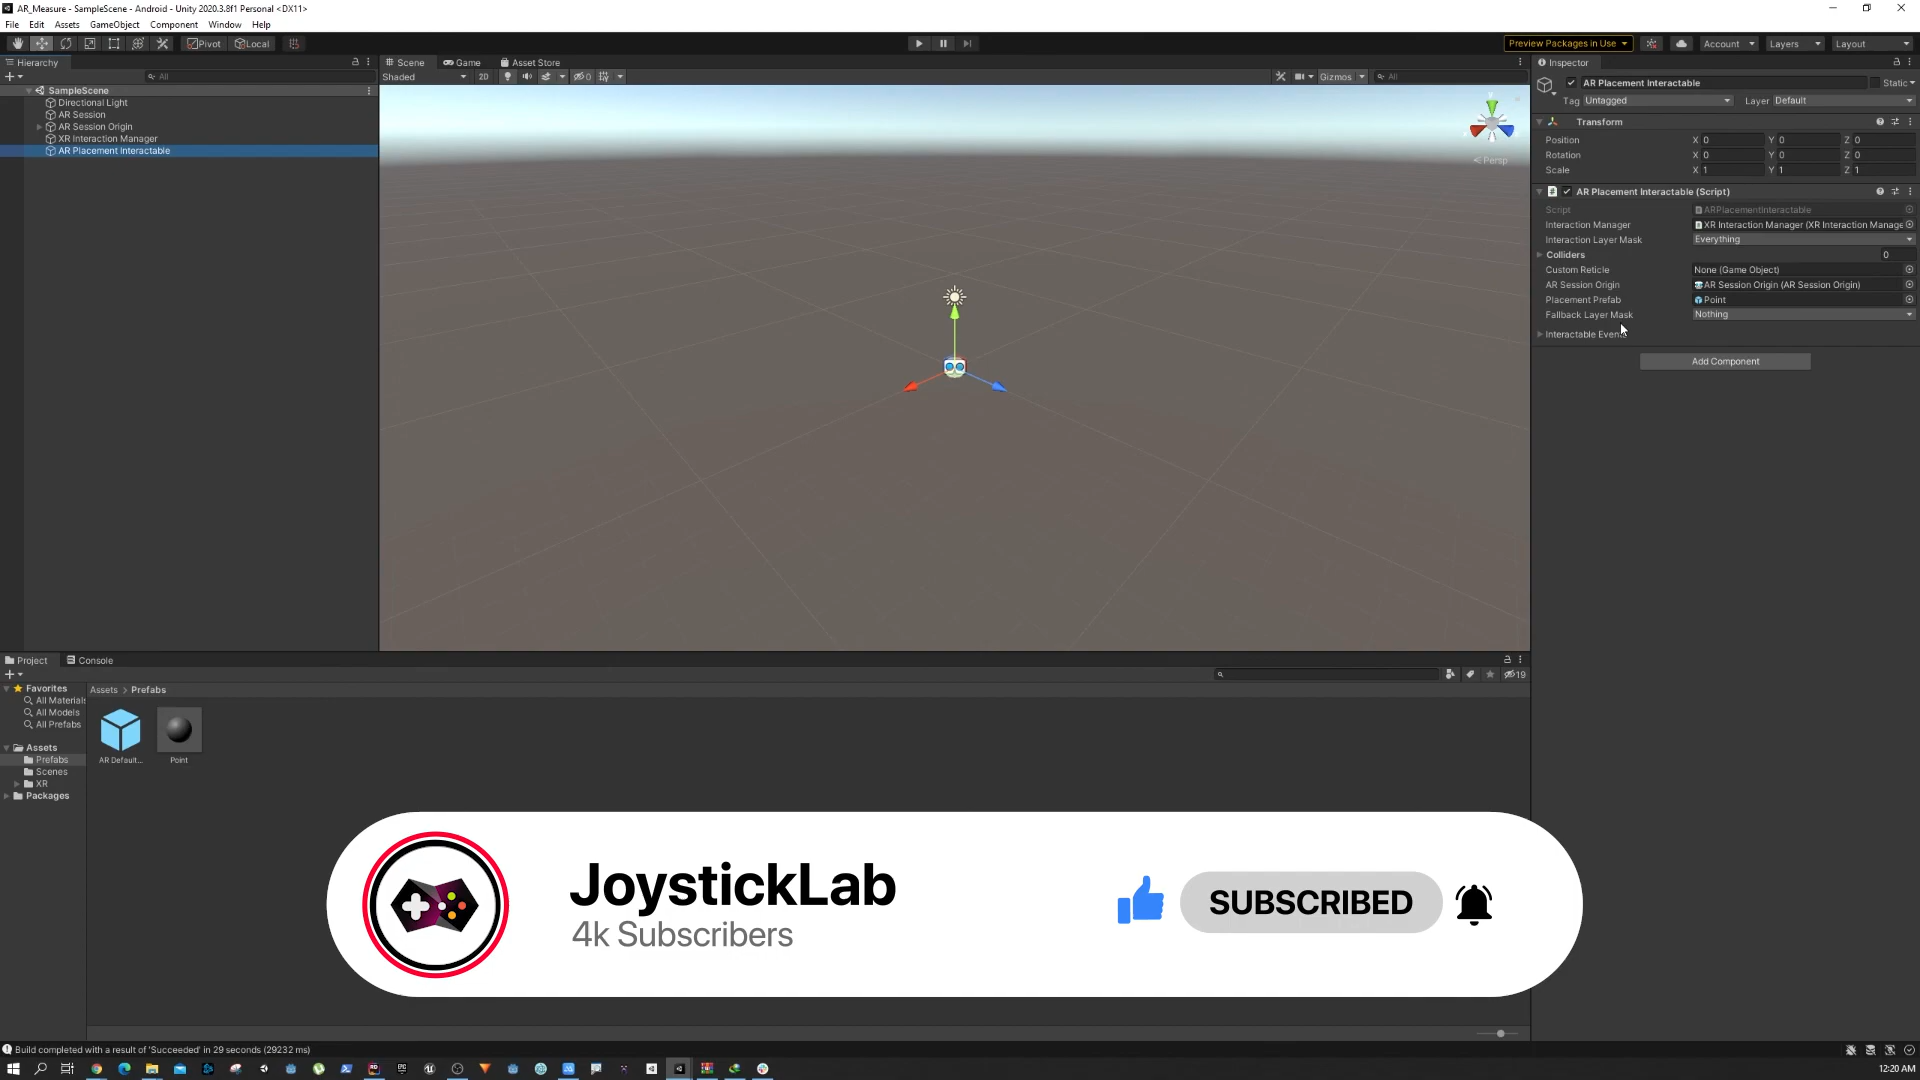 AR_Measure - SampleScene - Android - Unity 2020.3.8f1 Personal <DX11>
File Edit Assets GameObject Component Window Help
Pivot Local Preview Packages in Use Account Layers Layout
Hierarchy
All
SampleScene
Directional Light
AR Session
AR Session Origin
XR Interaction Manager
AR Placement Interactable
Scene Game Asset Store
Shaded 2D 0 Gizmos All
y
Persp
Inspector
AR Placement Interactable Static
Tag Untagged Layer Default
Transform
Position X 0 Y 0 Z 0
Rotation X 0 Y 0 Z 0
Scale X 1 Y 1 Z 1
AR Placement Interactable (Script)
Script ARPlacementInteractable
Interaction Manager XR Interaction Manager (XR Interaction Manage
Interaction Layer Mask Everything
Colliders 0
Custom Reticle None (Game Object)
AR Session Origin AR Session Origin (AR Session Origin)
Placement Prefab Point
Fallback Layer Mask Nothing
Interactable Even
Add Component
Project Console
19
Favorites
All Materials
All Models
All Prefabs
Assets
Prefabs
Scenes
XR
Packages
Assets > Prefabs
AR Default... Point
JoystickLab
4k Subscribers
SUBSCRIBED
Build completed with a result of 'Succeeded' in 29 seconds (29232 ms)
12:20 AM